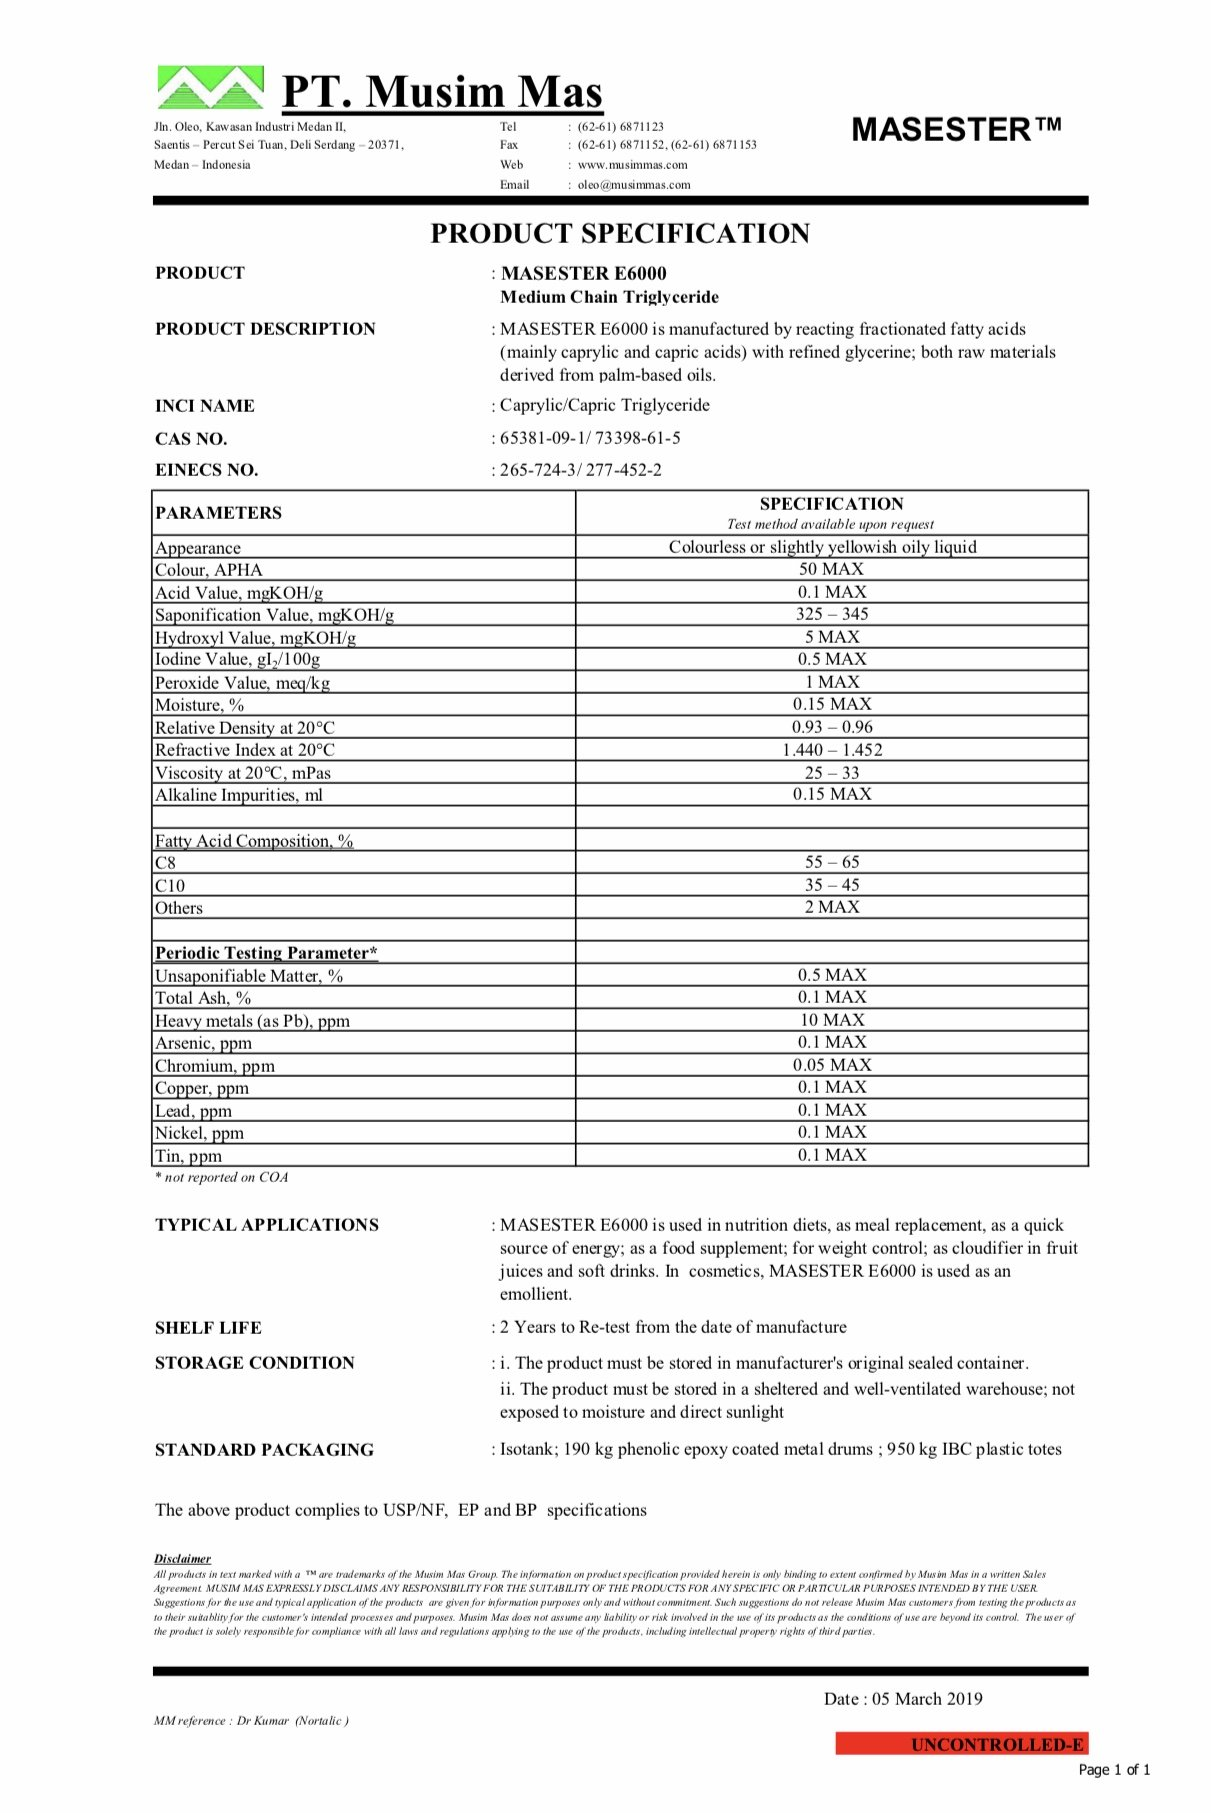 PT. Musim Mas
Jln. Oleo, Kawasan Industri Medan II,
Saentis – Percut Sei Tuan, Deli Serdang – 20371,
Medan – Indonesia
Tel : (62-61) 6871123
Fax : (62-61) 6871152, (62-61) 6871153
Web : www.musimmas.com
Email : oleo@musimmas.com
MASESTER™
PRODUCT SPECIFICATION
PRODUCT : MASESTER E6000
Medium Chain Triglyceride
PRODUCT DESCRIPTION : MASESTER E6000 is manufactured by reacting fractionated fatty acids
(mainly caprylic and capric acids) with refined glycerine; both raw materials
derived from palm-based oils.
INCI NAME : Caprylic/Capric Triglyceride
CAS NO. : 65381-09-1/ 73398-61-5
EINECS NO. : 265-724-3/ 277-452-2
PARAMETERS SPECIFICATION
Test method available upon request
Appearance Colourless or slightly yellowish oily liquid
Colour, APHA 50 MAX
Acid Value, mgKOH/g 0.1 MAX
Saponification Value, mgKOH/g 325 – 345
Hydroxyl Value, mgKOH/g 5 MAX
Iodine Value, gI₂/100g 0.5 MAX
Peroxide Value, meq/kg 1 MAX
Moisture, % 0.15 MAX
Relative Density at 20°C 0.93 – 0.96
Refractive Index at 20°C 1.440 – 1.452
Viscosity at 20°C, mPas 25 – 33
Alkaline Impurities, ml 0.15 MAX
Fatty Acid Composition, %
C8 55 – 65
C10 35 – 45
Others 2 MAX
Periodic Testing Parameter*
Unsaponifiable Matter, % 0.5 MAX
Total Ash, % 0.1 MAX
Heavy metals (as Pb), ppm 10 MAX
Arsenic, ppm 0.1 MAX
Chromium, ppm 0.05 MAX
Copper, ppm 0.1 MAX
Lead, ppm 0.1 MAX
Nickel, ppm 0.1 MAX
Tin, ppm 0.1 MAX
* not reported on COA
TYPICAL APPLICATIONS : MASESTER E6000 is used in nutrition diets, as meal replacement, as a quick
source of energy; as a food supplement; for weight control; as cloudifier in fruit
juices and soft drinks. In cosmetics, MASESTER E6000 is used as an
emollient.
SHELF LIFE : 2 Years to Re-test from the date of manufacture
STORAGE CONDITION : i. The product must be stored in manufacturer's original sealed container.
ii. The product must be stored in a sheltered and well-ventilated warehouse; not
exposed to moisture and direct sunlight
STANDARD PACKAGING : Isotank; 190 kg phenolic epoxy coated metal drums ; 950 kg IBC plastic totes
The above product complies to USP/NF, EP and BP specifications
Disclaimer
All products in text marked with a ™ are trademarks of the Musim Mas Group. The information on product specification provided herein is only binding to extent confirmed by Musim Mas in a written Sales
Agreement. MUSIM MAS EXPRESSLY DISCLAIMS ANY RESPONSIBILITY FOR THE SUITABILITY OF THE PRODUCTS FOR ANY SPECIFIC OR PARTICULAR PURPOSES INTENDED BY THE USER.
Suggestions for the use and typical application of the products are given for information purposes only and without commitment. Such suggestions do not release Musim Mas customers from testing the products as
to their suitablity for the customer's intended processes and purposes. Musim Mas does not assume any liability or risk involved in the use of its products as the conditions of use are beyond its control. The user of
the product is solely responsible for compliance with all laws and regulations applying to the use of the products, including intellectual property rights of third parties.
Date : 05 March 2019
MM reference : Dr Kumar (Nortalic )
UNCONTROLLED-E
Page 1 of 1